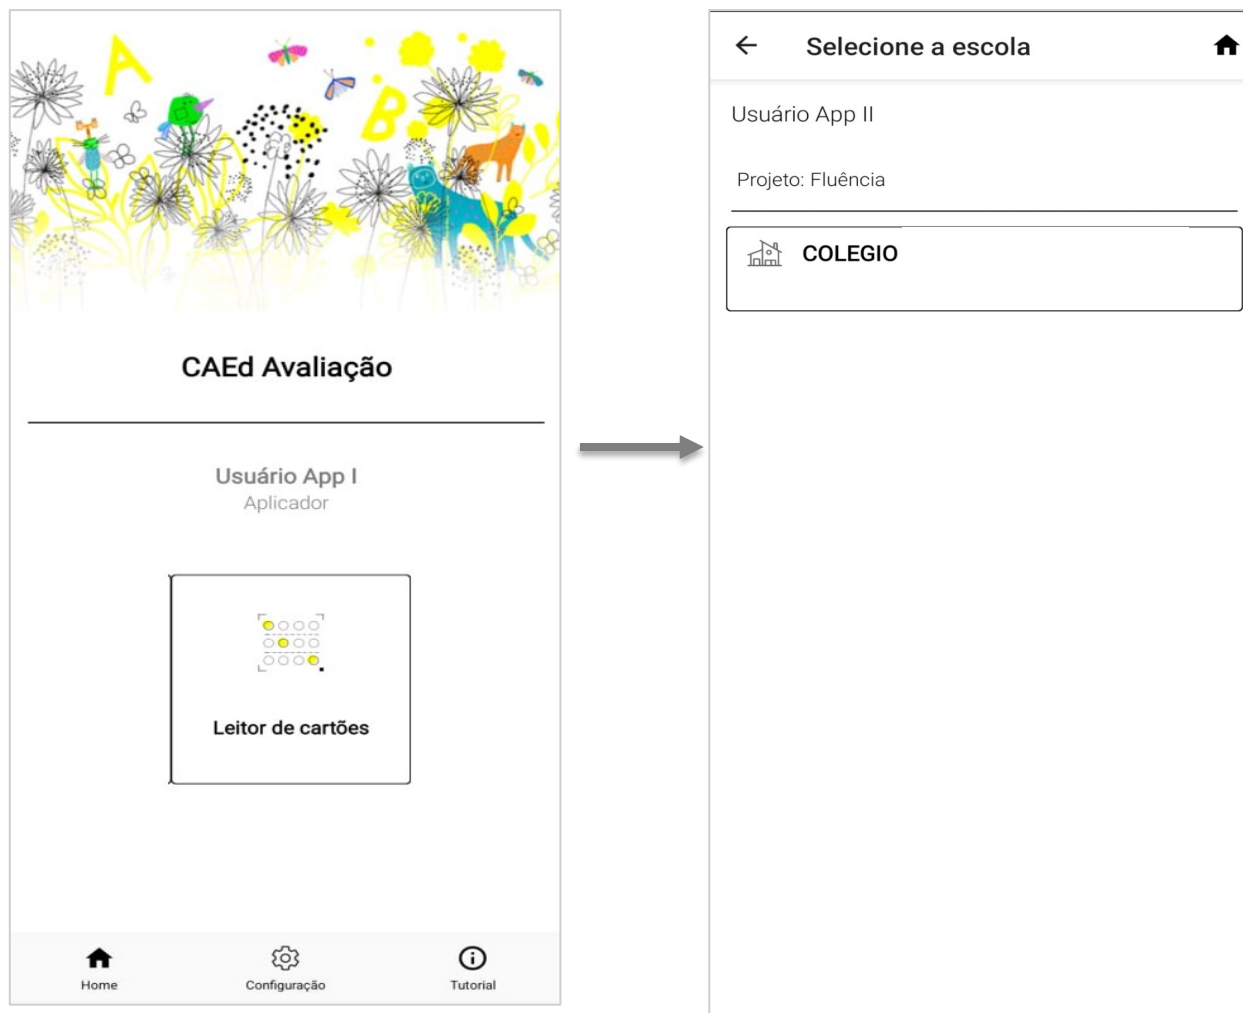 A
B
CAEd Avaliação
Usuário App I
Aplicador
Leitor de cartões
Home
Configuração
Tutorial
Selecione a escola
Usuário App II
Projeto: Fluência
COLEGIO